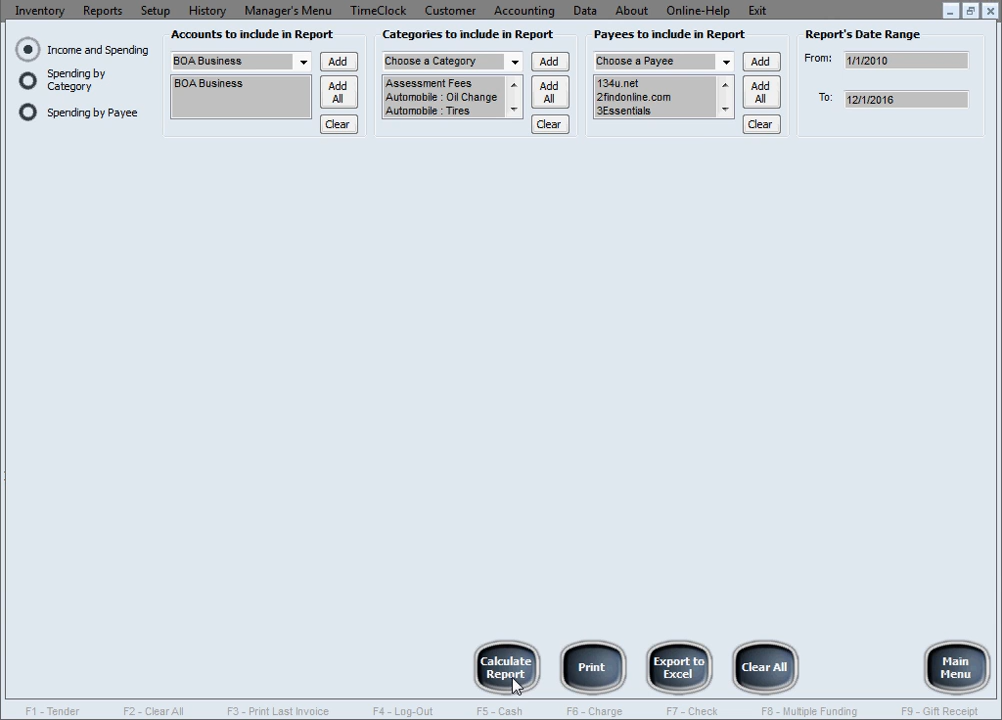 Inventory Reports Setup History Manager's Menu TimeClock Customer Accounting Data About Online-Help Exit
Income and Spending
Spending by
Category
Spending by Payee
Accounts to include in Report
BOA Business
Add
BOA Business
Add
All
Clear
Categories to include in Report
Choose a Category
Add
Assessment Fees
Automobile : Oil Change
Automobile : Tires
Add
All
Clear
Payees to include in Report
Choose a Payee
Add
134u.net
2findonline.com
3Essentials
Add
All
Clear
Report's Date Range
From: 1/1/2010
To: 12/1/2016
Calculate
Report
Print
Export to
Excel
Clear All
Main
Menu
F1 - Tender F2 - Clear All F3 - Print Last Invoice F4 - Log-Out F5 - Cash F6 - Charge F7 - Check F8 - Multiple Funding F9 - Gift Receipt